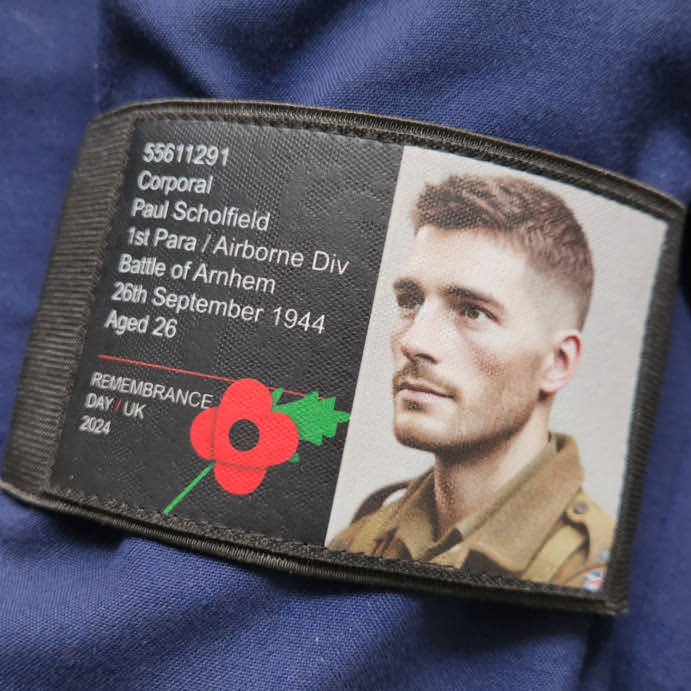 55611291
Corporal
Paul Scholfield
1st Para / Airborne Div
Battle of Arnhem
26th September 1944
Aged 26
REMEMBRANCE
DAY / UK
2024